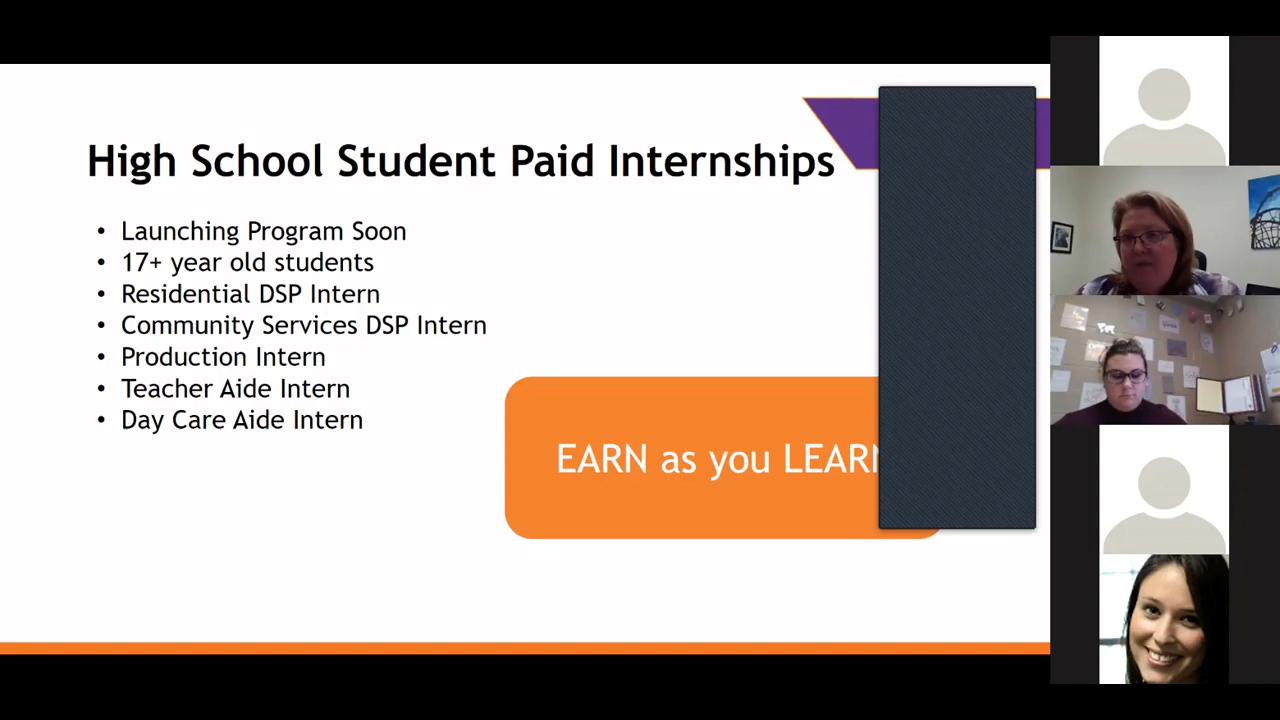 High School Student Paid Internships
• Launching Program Soon
• 17+ year old students
• Residential DSP Intern
• Community Services DSP Intern
• Production Intern
• Teacher Aide Intern
• Day Care Aide Intern
EARN as you LEARN